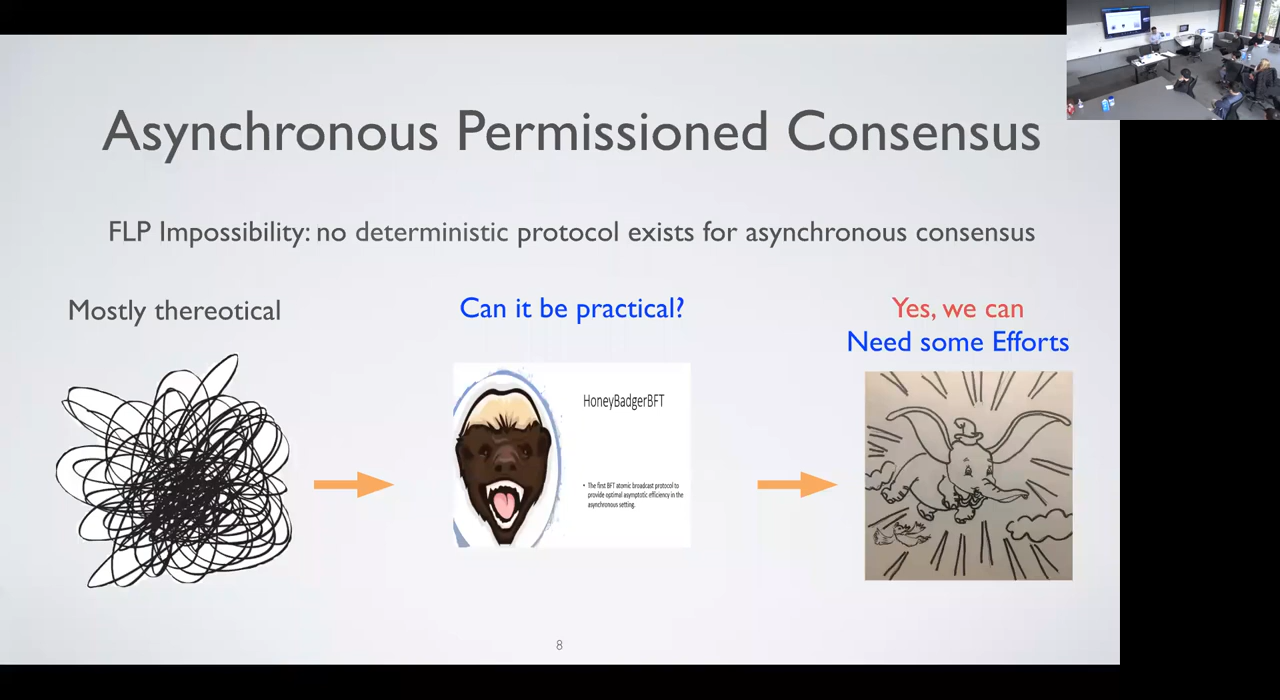 Asynchronous Permissioned Consensus
FLP Impossibility: no deterministic protocol exists for asynchronous consensus
Mostly thereotical
Can it be practical?
Yes, we can
Need some Efforts
HoneyBadgerBFT
• The first BFT atomic broadcast protocol to
provide optimal asymptotic efficiency in the
asynchronous setting.
8